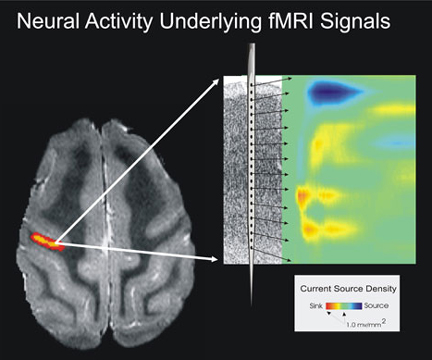 Neural Activity Underlying fMRI Signals
Current Source Density
Sink Source
1.0 mv/mm2